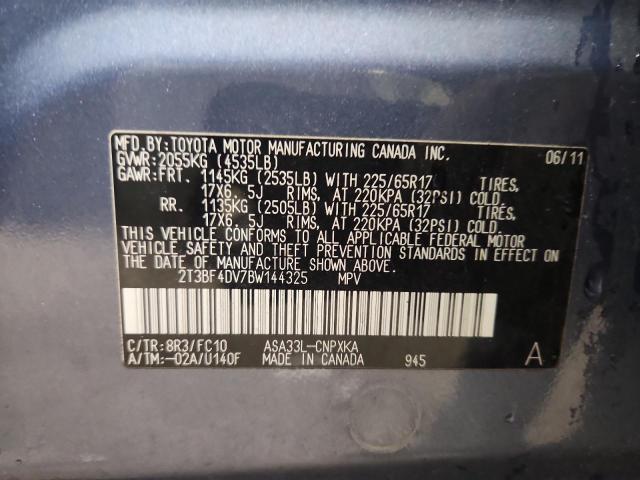 MFD.BY:TOYOTA MOTOR MANUFACTURING CANADA INC. 06/11
GVWR:2055KG (4535LB)
GAWR:FRT. 1145KG (2535LB) WITH 225/65R17 TIRES,
17X6. 5J RIMS, AT 220KPA (32PSI) COLD.
RR. 1135KG (2505LB) WITH 225/65R17 TIRES,
17X6. 5J RIMS, AT 220KPA (32PSI) COLD.
THIS VEHICLE CONFORMS TO ALL APPLICABLE FEDERAL MOTOR
VEHICLE SAFETY AND THEFT PREVENTION STANDARDS IN EFFECT ON
THE DATE OF MANUFACTURE SHOWN ABOVE.
2T3BF4DV7BW144325 MPV
C/TR:8R3/FC10 ASA33L-CNPXKA
A/TM:-02A/U140F MADE IN CANADA 945 A